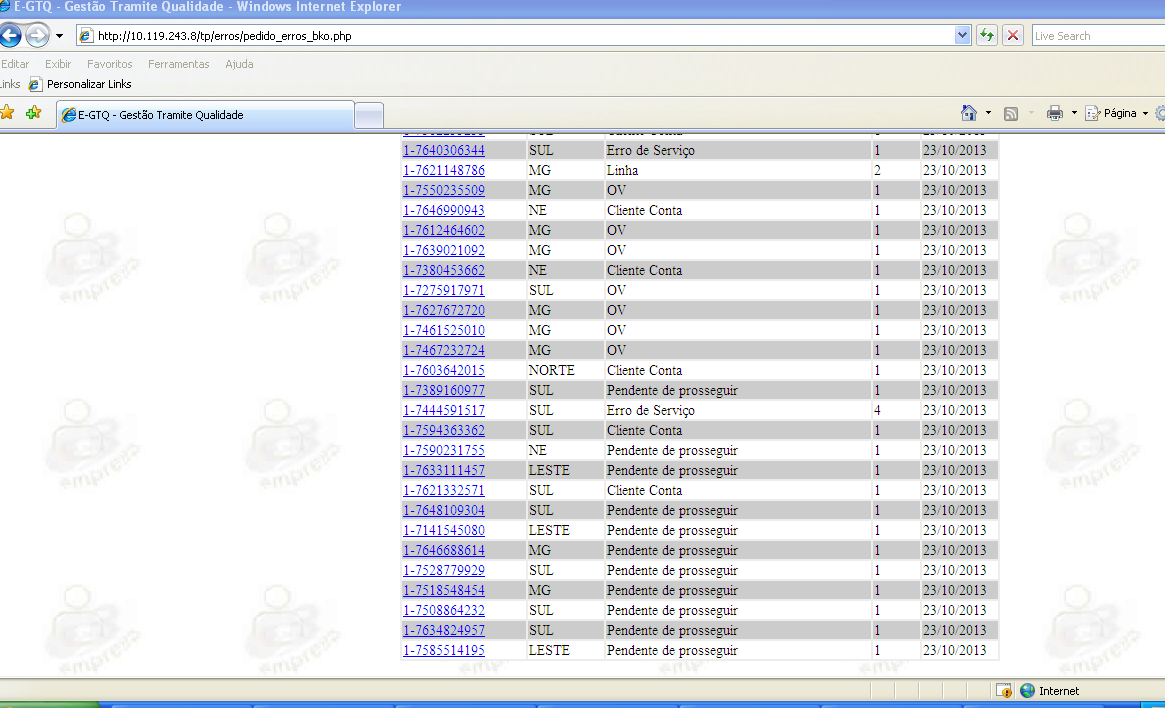 E-GTQ - Gestão Tramite Qualidade - Windows Internet Explorer
http://10.119.243.8/tp/erros/pedido_erros_bko.php
Live Search
Editar Exibir Favoritos Ferramentas Ajuda
inks Personalizar Links
E-GTQ - Gestão Tramite Qualidade
Página
1-7640306344 SUL Erro de Serviço 1 23/10/2013
1-7621148786 MG Linha 2 23/10/2013
1-7550235509 MG OV 1 23/10/2013
1-7646990943 NE Cliente Conta 1 23/10/2013
1-7612464602 MG OV 1 23/10/2013
1-7639021092 MG OV 1 23/10/2013
1-7380453662 NE Cliente Conta 1 23/10/2013
1-7275917971 SUL OV 1 23/10/2013
1-7627672720 MG OV 1 23/10/2013
1-7461525010 MG OV 1 23/10/2013
1-7467232724 MG OV 1 23/10/2013
1-7603642015 NORTE Cliente Conta 1 23/10/2013
1-7389160977 SUL Pendente de prosseguir 1 23/10/2013
1-7444591517 SUL Erro de Serviço 4 23/10/2013
1-7594363362 SUL Cliente Conta 1 23/10/2013
1-7590231755 NE Pendente de prosseguir 1 23/10/2013
1-7633111457 LESTE Pendente de prosseguir 1 23/10/2013
1-7621332571 SUL Cliente Conta 1 23/10/2013
1-7648109304 SUL Pendente de prosseguir 1 23/10/2013
1-7141545080 LESTE Pendente de prosseguir 1 23/10/2013
1-7646688614 MG Pendente de prosseguir 1 23/10/2013
1-7528779929 SUL Pendente de prosseguir 1 23/10/2013
1-7518548454 MG Pendente de prosseguir 1 23/10/2013
1-7508864232 SUL Pendente de prosseguir 1 23/10/2013
1-7634824957 SUL Pendente de prosseguir 1 23/10/2013
1-7585514195 LESTE Pendente de prosseguir 1 23/10/2013
Internet